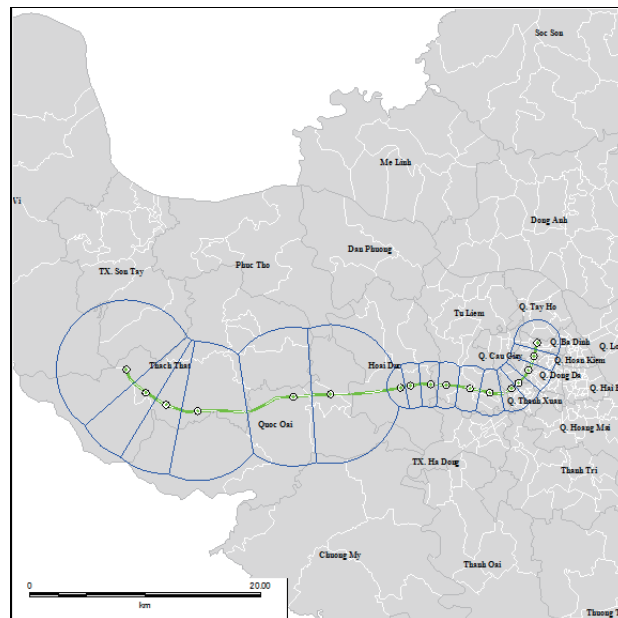 Soc Son
Me Linh
Vi
Dong Anh
Dan Phuong
Phuc Tho
TX. Son Tay
Q. Tay Ho
Tu Liem
Q. Ba Dinh
Q. Lo
Q. Cau Giay
Q. Hoan Kiem
Thach That
Hoai Duc
Q. Dong Da
Q. Hai B
Q. Thanh Xuan
Quoc Oai
Q. Hoang Mai
TX. Ha Dong
Thanh Tri
Chuong My
Thanh Oai
0 20.00
km
Thuong T